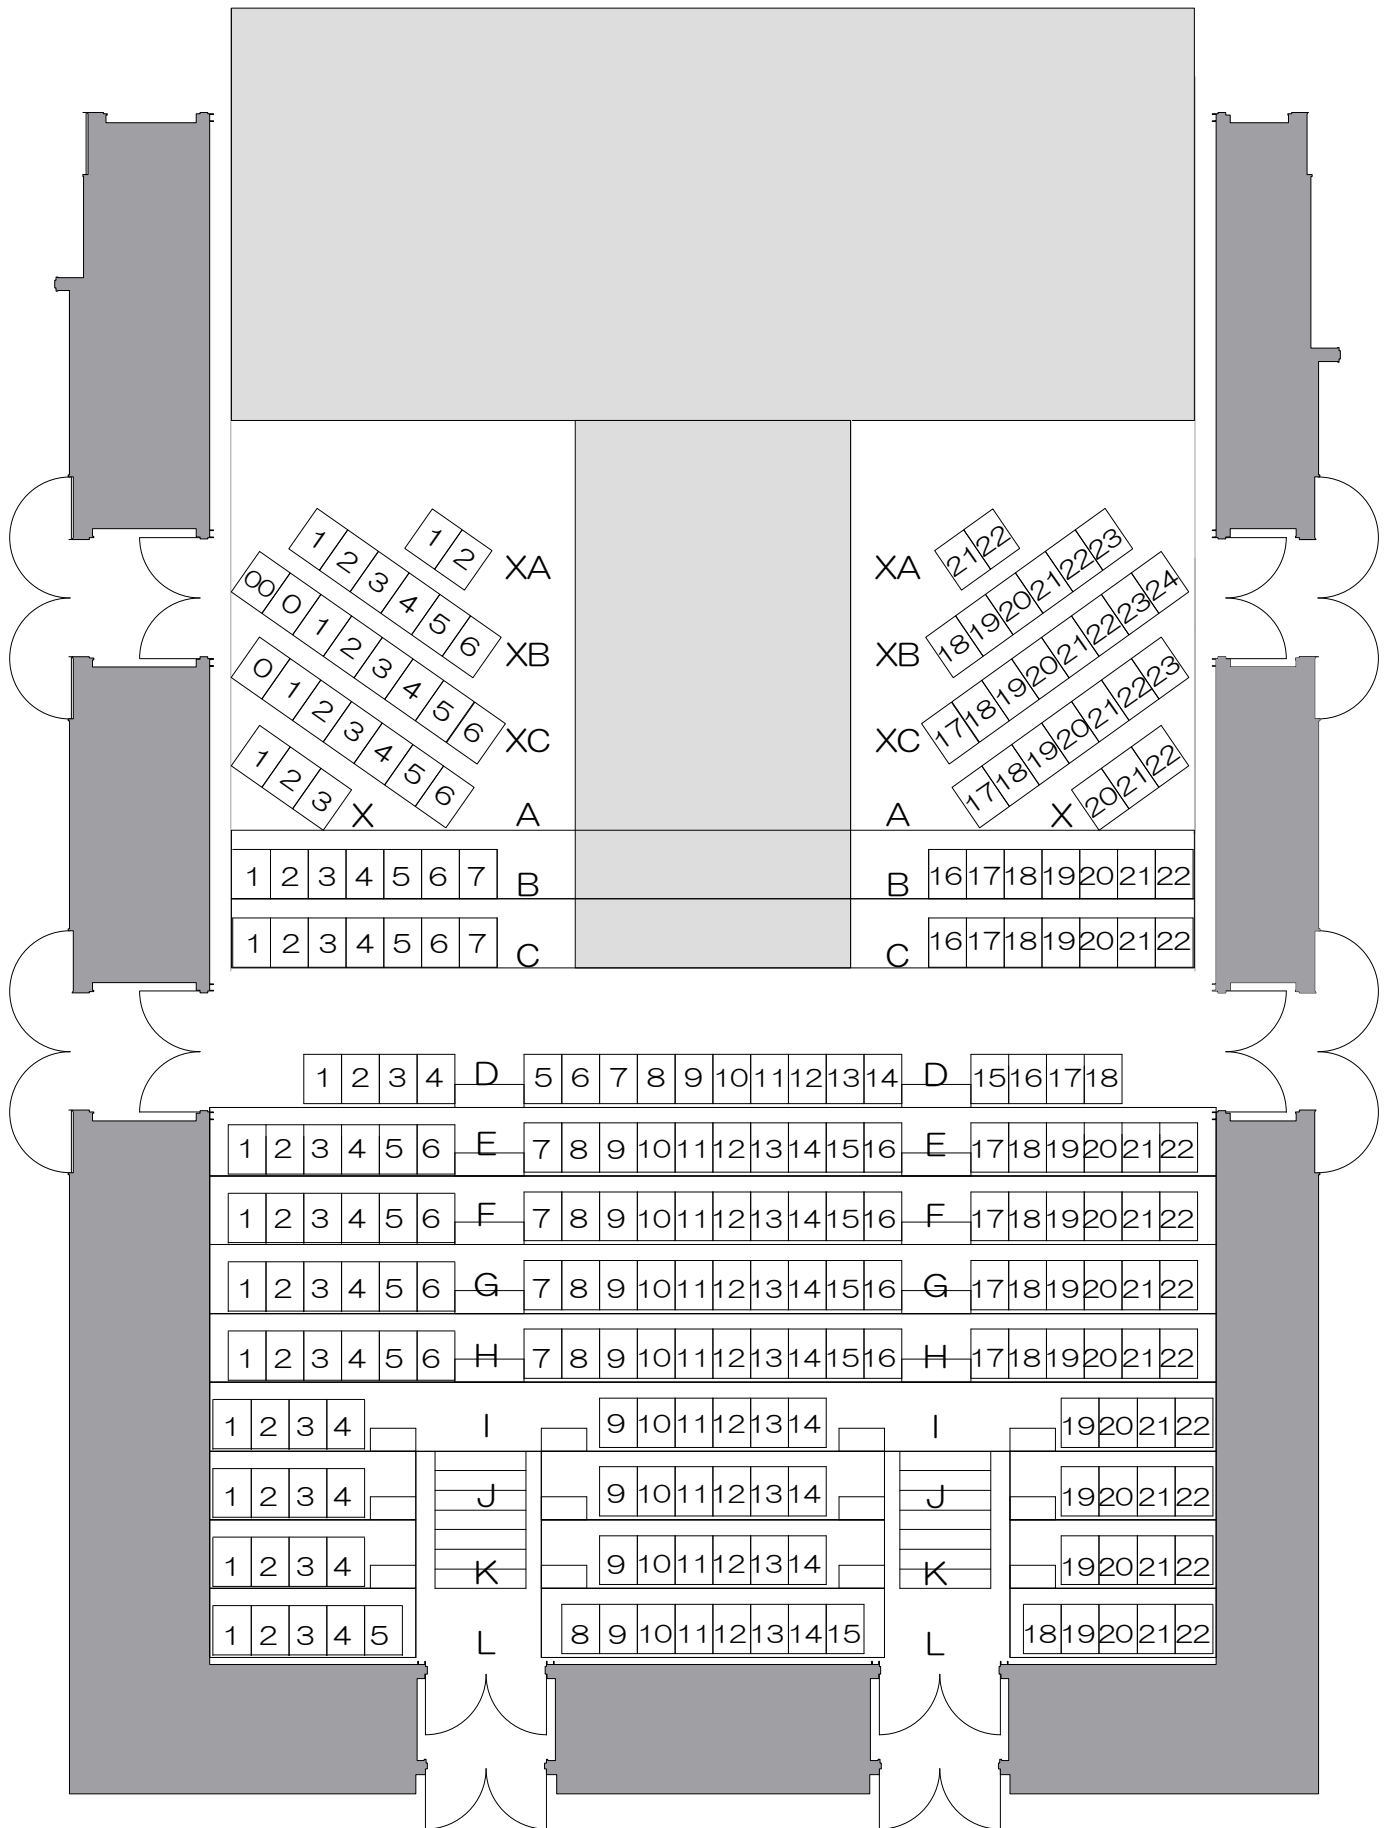 1 2 XA XA 21 22
1 2 3 4 5 6 XB XB 18 19 20 21 22 23
00 0 1 2 3 4 5 6 XC XC 17 18 19 20 21 22 23 24
0 1 2 3 4 5 6 A A 17 18 19 20 21 22 23
1 2 3 X X 20 21 22
1 2 3 4 5 6 7 B B 16 17 18 19 20 21 22
1 2 3 4 5 6 7 C C 16 17 18 19 20 21 22
1 2 3 4 D 5 6 7 8 9 10 11 12 13 14 D 15 16 17 18
1 2 3 4 5 6 E 7 8 9 10 11 12 13 14 15 16 E 17 18 19 20 21 22
1 2 3 4 5 6 F 7 8 9 10 11 12 13 14 15 16 F 17 18 19 20 21 22
1 2 3 4 5 6 G 7 8 9 10 11 12 13 14 15 16 G 17 18 19 20 21 22
1 2 3 4 5 6 H 7 8 9 10 11 12 13 14 15 16 H 17 18 19 20 21 22
1 2 3 4 I 9 10 11 12 13 14 I 19 20 21 22
1 2 3 4 J 9 10 11 12 13 14 J 19 20 21 22
1 2 3 4 K 9 10 11 12 13 14 K 19 20 21 22
1 2 3 4 5 L 8 9 10 11 12 13 14 15 L 18 19 20 21 22